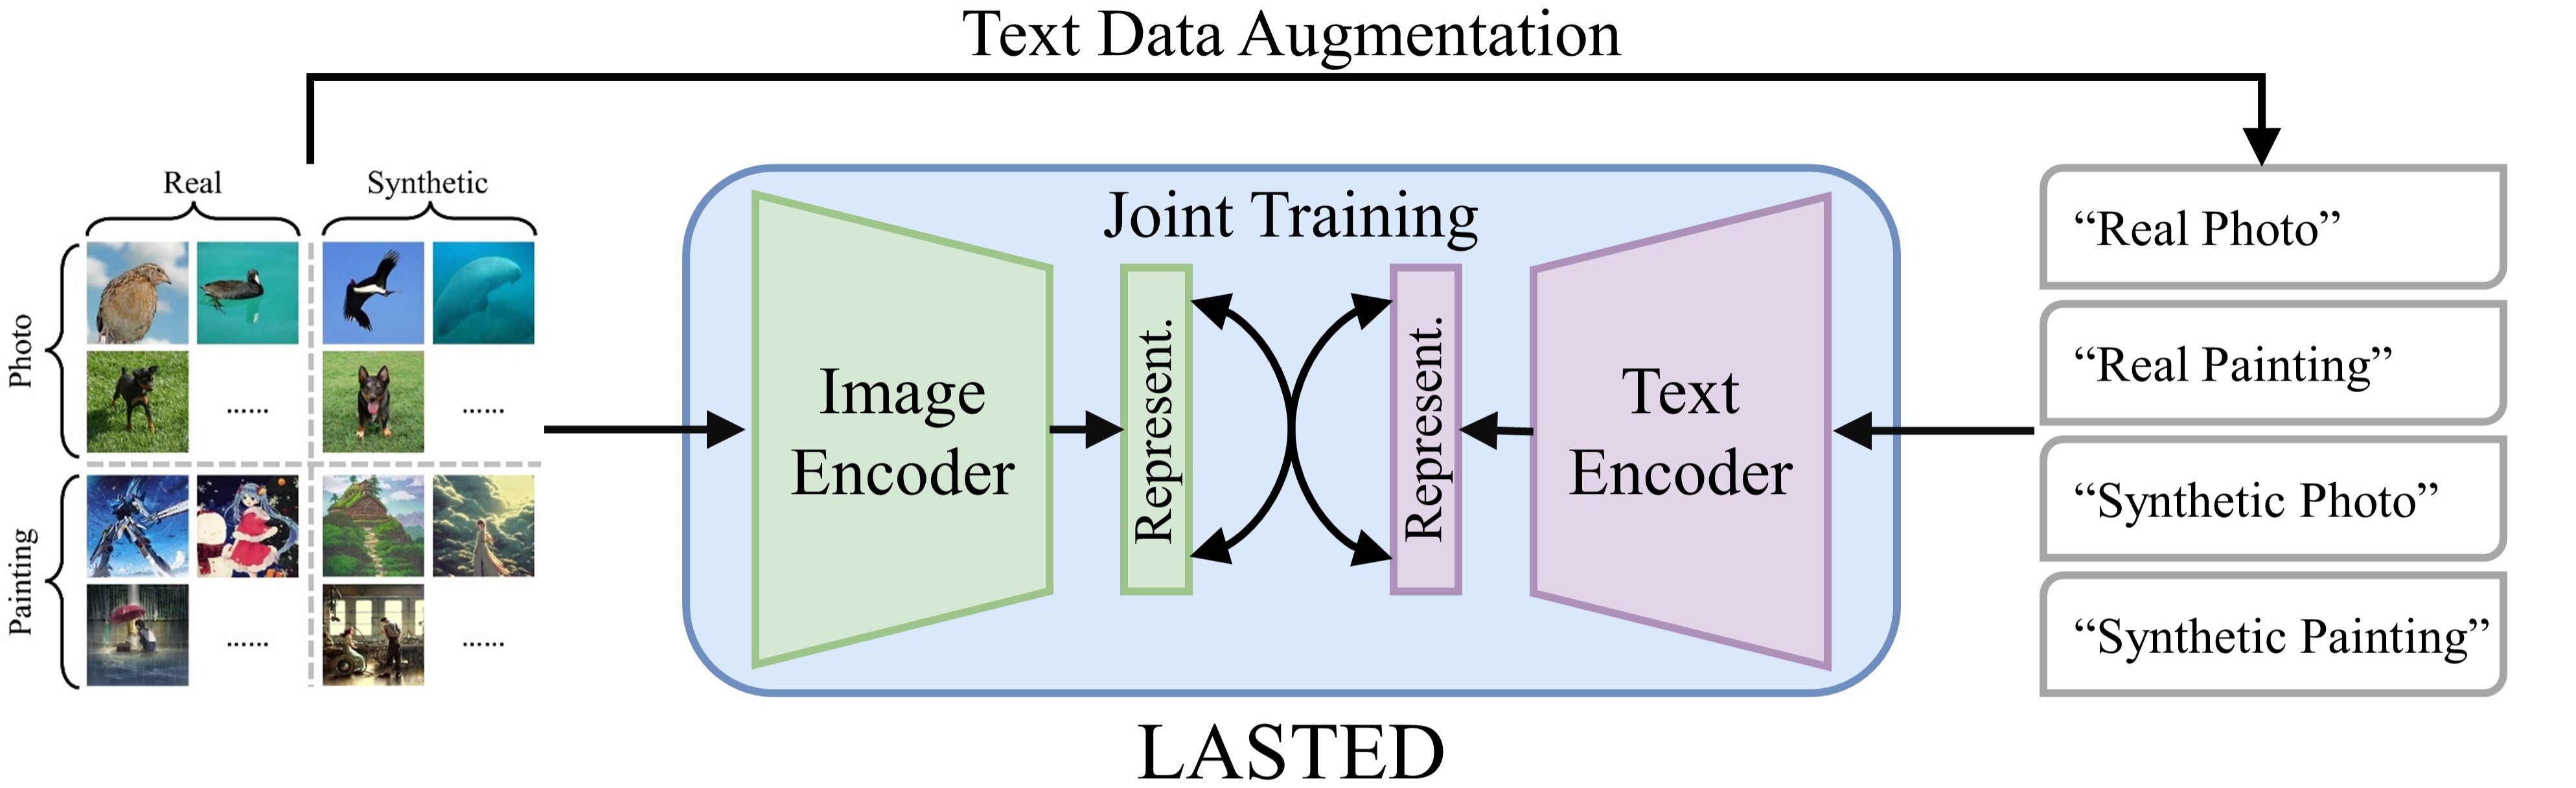 Text Data Augmentation
Real
Synthetic
Photo
......
......
Painting
......
......
Joint Training
Image
Encoder
Represent.
Represent.
Text
Encoder
“Real Photo”
“Real Painting”
“Synthetic Photo”
“Synthetic Painting”
LASTED